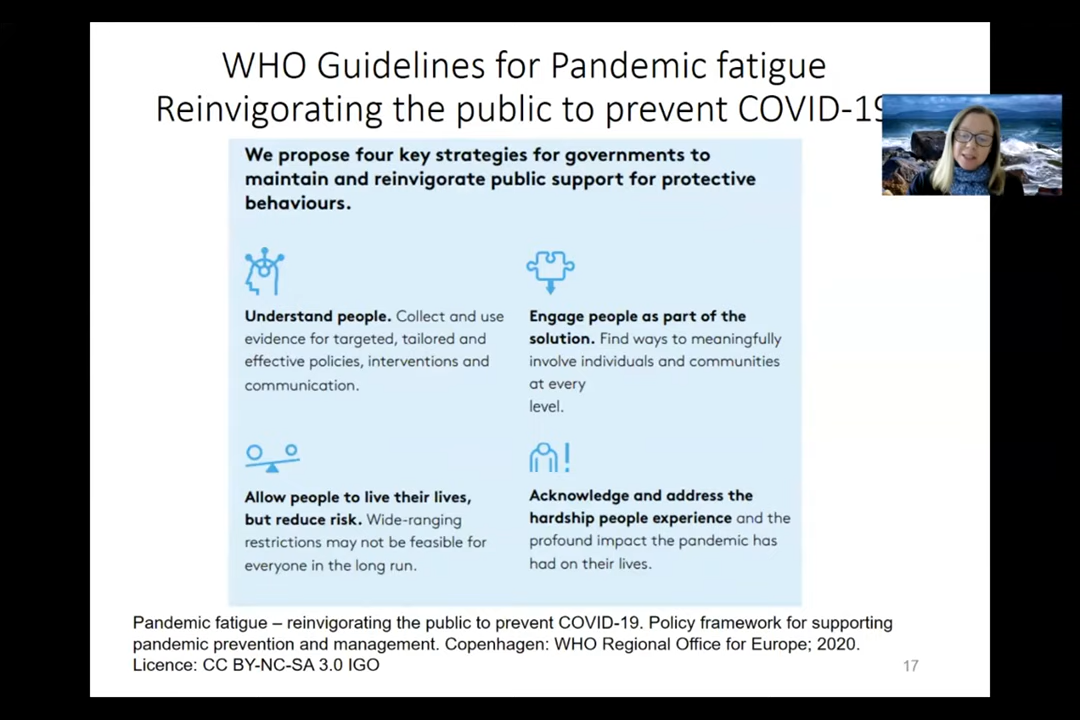 WHO Guidelines for Pandemic fatigue
Reinvigorating the public to prevent COVID-19
We propose four key strategies for governments to
maintain and reinvigorate public support for protective
behaviours.
Understand people. Collect and use
evidence for targeted, tailored and
effective policies, interventions and
communication.
Engage people as part of the
solution. Find ways to meaningfully
involve individuals and communities
at every
level.
Allow people to live their lives,
but reduce risk. Wide-ranging
restrictions may not be feasible for
everyone in the long run.
Acknowledge and address the
hardship people experience and the
profound impact the pandemic has
had on their lives.
Pandemic fatigue – reinvigorating the public to prevent COVID-19. Policy framework for supporting
pandemic prevention and management. Copenhagen: WHO Regional Office for Europe; 2020.
Licence: CC BY-NC-SA 3.0 IGO
17